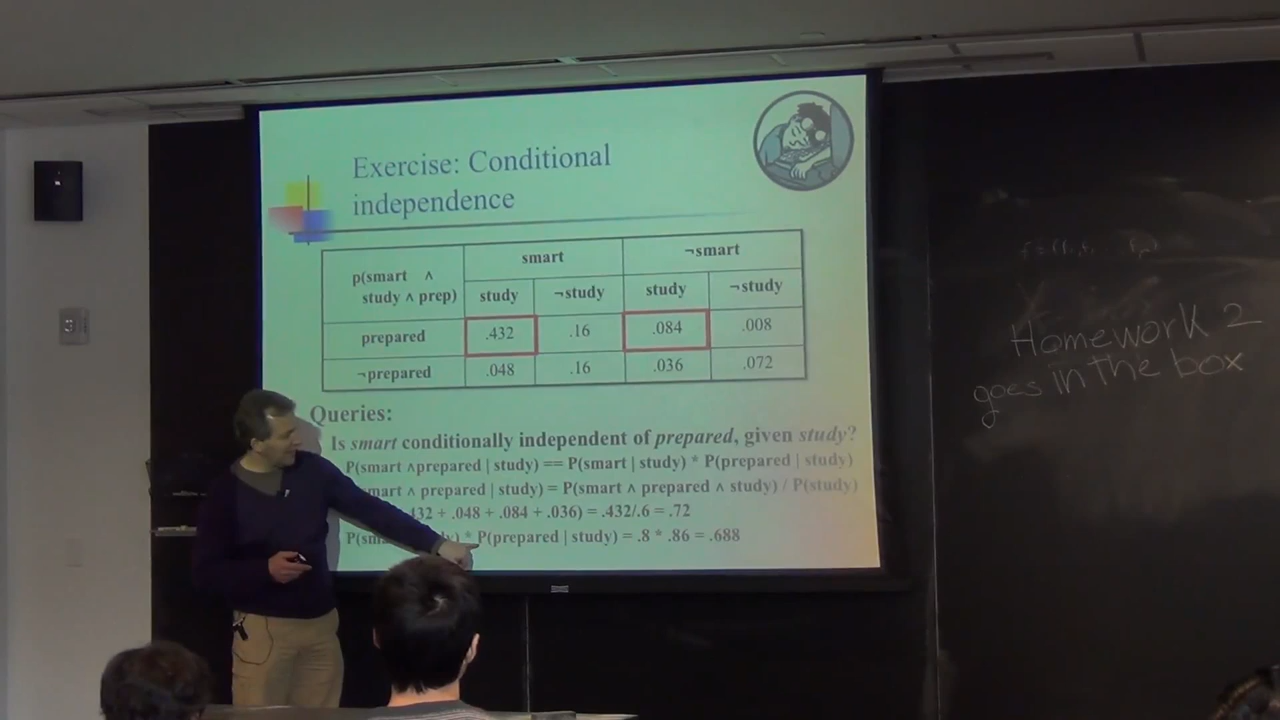 Exercise: Conditional
independence
p(smart ∧
study ∧ prep)
smart
¬smart
study
¬study
study
¬study
prepared
.432
.16
.084
.008
¬prepared
.048
.16
.036
.072
Queries:
Is smart conditionally independent of prepared, given study?
P(smart ∧prepared | study) == P(smart | study) * P(prepared | study)
mart ∧ prepared | study) = P(smart ∧ prepared ∧ study) / P(study)
432 + .048 + .084 + .036) = .432/.6 = .72
P(sm y) * P(prepared | study) = .8 * .86 = .688
Homework 2
goes in the box